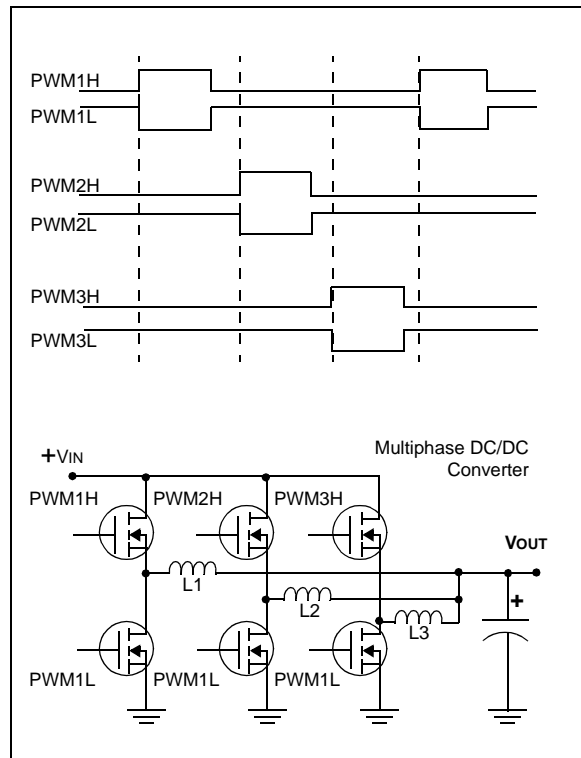 PWM1H
PWM1L
PWM2H
PWM2L
PWM3H
PWM3L
Multiphase DC/DC
Converter
+VIN
PWM1H PWM2H PWM3H
VOUT
L1
L2
L3
+
PWM1L PWM1L PWM1L